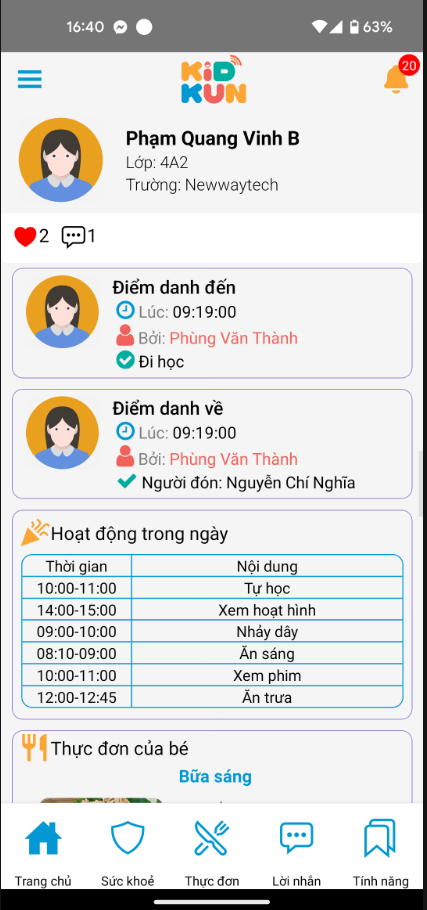 16:40
63%
KiD
KUN
20
Phạm Quang Vinh B
Lớp: 4A2
Trường: Newwaytech
2
1
Điểm danh đến
Lúc: 09:19:00
Bởi: Phùng Văn Thành
Đi học
Điểm danh về
Lúc: 09:19:00
Bởi: Phùng Văn Thành
Người đón: Nguyễn Chí Nghĩa
Hoạt động trong ngày
Thời gian Nội dung
10:00-11:00 Tự học
14:00-15:00 Xem hoạt hình
09:00-10:00 Nhảy dây
08:10-09:00 Ăn sáng
10:00-11:00 Xem phim
12:00-12:45 Ăn trưa
Thực đơn của bé
Bữa sáng
Trang chủ Sức khoẻ Thực đơn Lời nhắn Tính năng